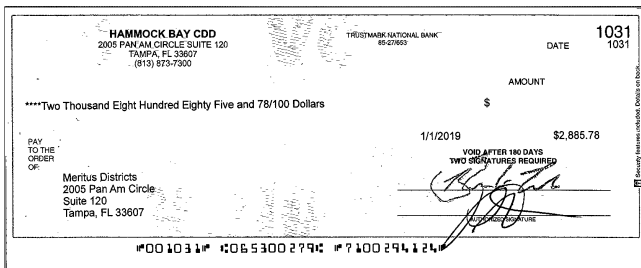 HAMMOCK BAY CDD
2005 PAN AM CIRCLE SUITE 120
TAMPA, FL 33607
(813) 873-7300
TRUSTMARK NATIONAL BANK
85-27/653
1031
DATE 1031
AMOUNT
****Two Thousand Eight Hundred Eighty Five and 78/100 Dollars $
1/1/2019 $2,885.78
PAY
TO THE
ORDER
OF:
VOID AFTER 180 DAYS
TWO SIGNATURES REQUIRED
Meritus Districts
2005 Pan Am Circle
Suite 120
Tampa, FL 33607
AUTHORIZED SIGNATURE
Security features included. Details on back.
⑈001031⑈ ⑆065300279⑆ ⑈7100294124⑈